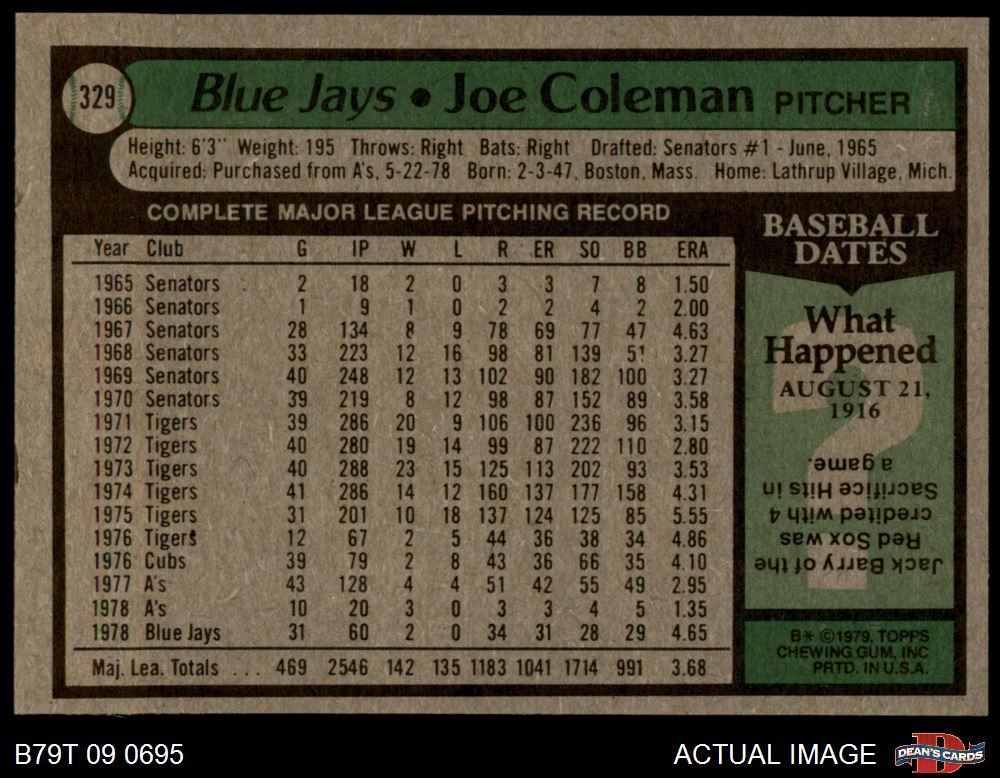 329
Blue Jays • Joe Coleman PITCHER
Height: 6'3" Weight: 195 Throws: Right Bats: Right Drafted: Senators #1 - June, 1965
Acquired: Purchased from A's, 5-22-78 Born: 2-3-47, Boston, Mass. Home: Lathrup Village, Mich.
COMPLETE MAJOR LEAGUE PITCHING RECORD
Year Club G IP W L R ER SO BB ERA
1965 Senators 2 18 2 0 3 3 7 8 1.50
1966 Senators 1 9 1 0 2 2 4 2 2.00
1967 Senators 28 134 8 9 78 69 77 47 4.63
1968 Senators 33 223 12 16 98 81 139 51 3.27
1969 Senators 40 248 12 13 102 90 182 100 3.27
1970 Senators 39 219 8 12 98 87 152 89 3.58
1971 Tigers 39 286 20 9 106 100 236 96 3.15
1972 Tigers 40 280 19 14 99 87 222 110 2.80
1973 Tigers 40 288 23 15 125 113 202 93 3.53
1974 Tigers 41 286 14 12 160 137 177 158 4.31
1975 Tigers 31 201 10 18 137 124 125 85 5.55
1976 Tigers 12 67 2 5 44 36 38 34 4.86
1976 Cubs 39 79 2 8 43 36 66 35 4.10
1977 A's 43 128 4 4 51 42 55 49 2.95
1978 A's 10 20 3 0 3 3 4 5 1.35
1978 Blue Jays 31 60 2 0 34 31 28 29 4.65
Maj. Lea. Totals ... 469 2546 142 135 1183 1041 1714 991 3.68
BASEBALL
DATES
What
Happened
AUGUST 21,
1916
?
Jack Barry of the
Red Sox was
credited with 4
Sacrifice Hits in
a game.
B* ©1979, TOPPS
CHEWING GUM, INC
PRTD. IN U.S.A.
B79T 09 0695
ACTUAL IMAGE
D
DEAN'S CARDS